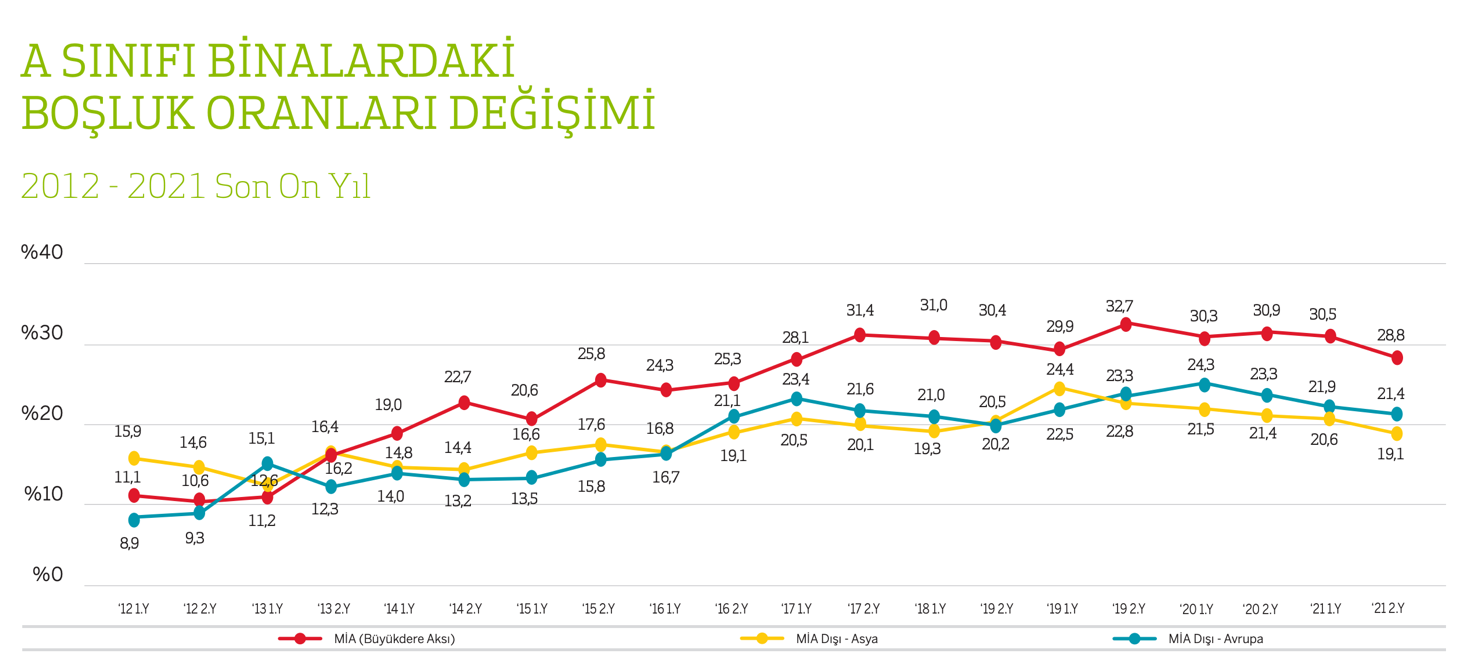 A SINIFI BİNALARDAKİ
BOŞLUK ORANLARI DEĞİŞİMİ
2012 - 2021 Son On Yıl
%40
%30
%20
%10
%0
15,9 14,6 15,1 16,4 19,0 22,7 20,6 25,8 24,3 25,3 28,1 31,4 31,0 30,4 29,9 32,7 30,3 30,9 30,5 28,8
11,1 10,6 12,6 16,2 14,8 14,4 16,6 17,6 16,8 21,1 23,4 21,6 21,0 20,5 24,4 23,3 24,3 23,3 21,9 21,4
8,9 9,3 11,2 12,3 14,0 13,2 13,5 15,8 16,7 19,1 20,5 20,1 19,3 20,2 22,5 22,8 21,5 21,4 20,6 19,1
'12 1.Y '12 2.Y '13 1.Y '13 2.Y '14 1.Y '14 2.Y '15 1.Y '15 2.Y '16 1.Y '16 2.Y '17 1.Y '17 2.Y '18 1.Y '19 2.Y '19 1.Y '19 2.Y '20 1.Y '20 2.Y '21 1.Y '21 2.Y
MİA (Büyükdere Aksı) MİA Dışı - Asya MİA Dışı - Avrupa